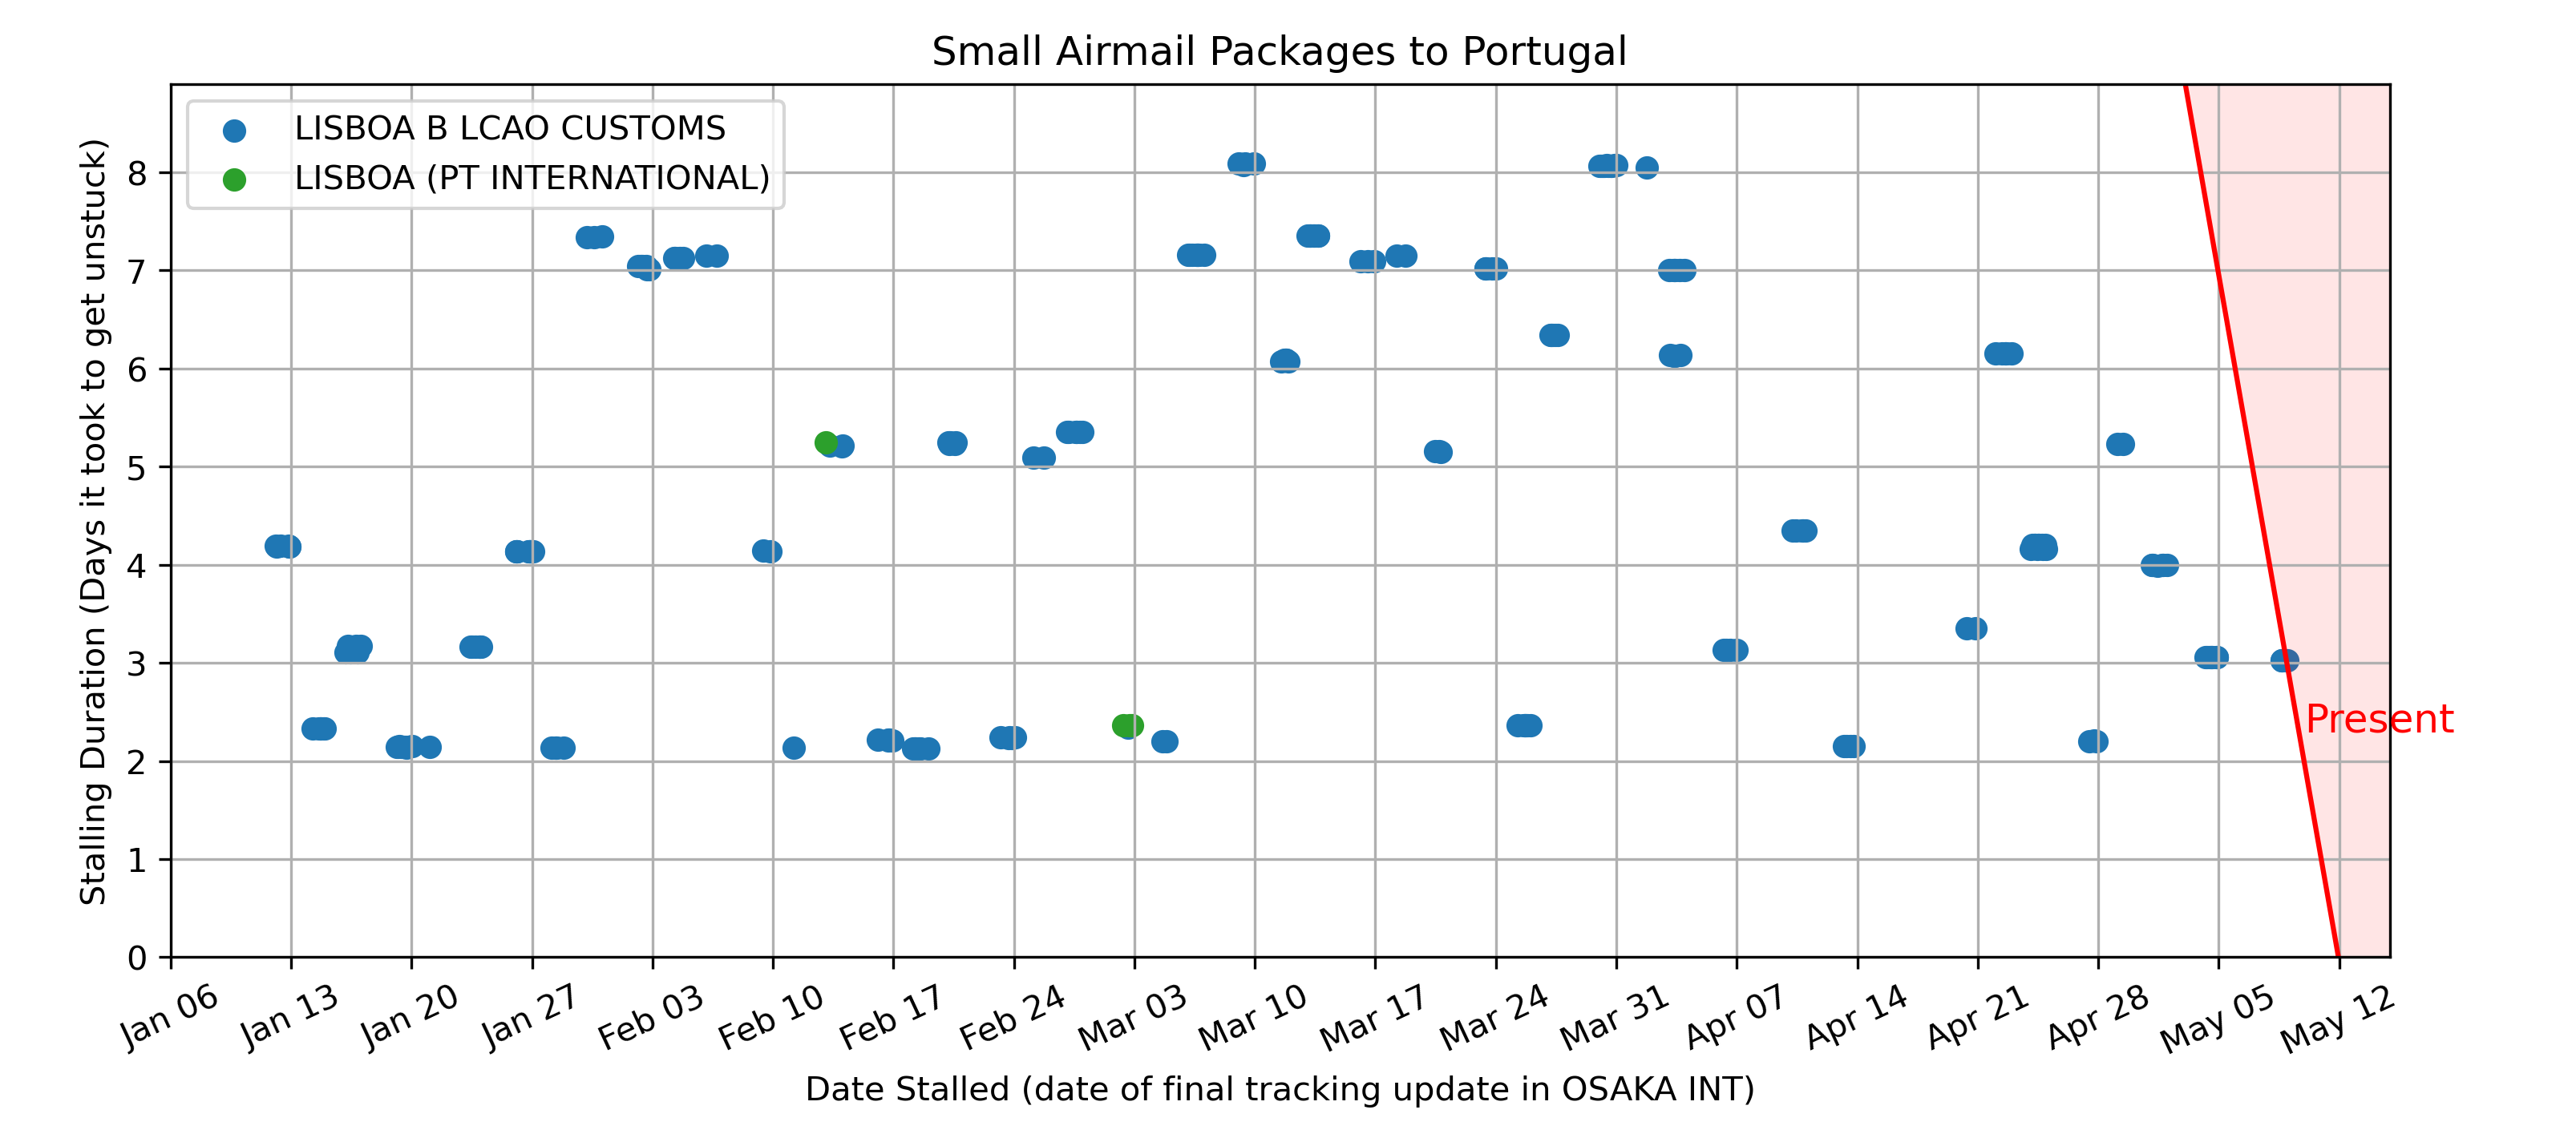 Small Airmail Packages to Portugal
LISBOA B LCAO CUSTOMS
LISBOA (PT INTERNATIONAL)
Stalling Duration (Days it took to get unstuck)
8
7
6
5
4
3
2
1
0
Present
Jan 06
Jan 13
Jan 20
Jan 27
Feb 03
Feb 10
Feb 17
Feb 24
Mar 03
Mar 10
Mar 17
Mar 24
Mar 31
Apr 07
Apr 14
Apr 21
Apr 28
May 05
May 12
Date Stalled (date of final tracking update in OSAKA INT)